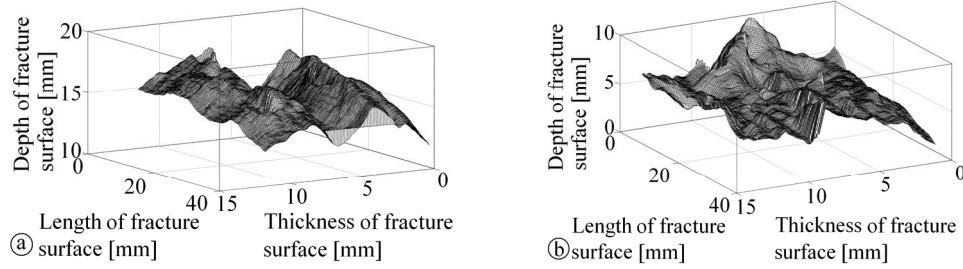 20
15
10
Depth of fracture
surface [mm]
0
20
40
15
10
5
0
Length of fracture
surface [mm]
Thickness of fracture
surface [mm]
a
10
5
0
Depth of fracture
surface [mm]
0
20
40
15
10
5
0
Length of fracture
surface [mm]
Thickness of fracture
surface [mm]
b